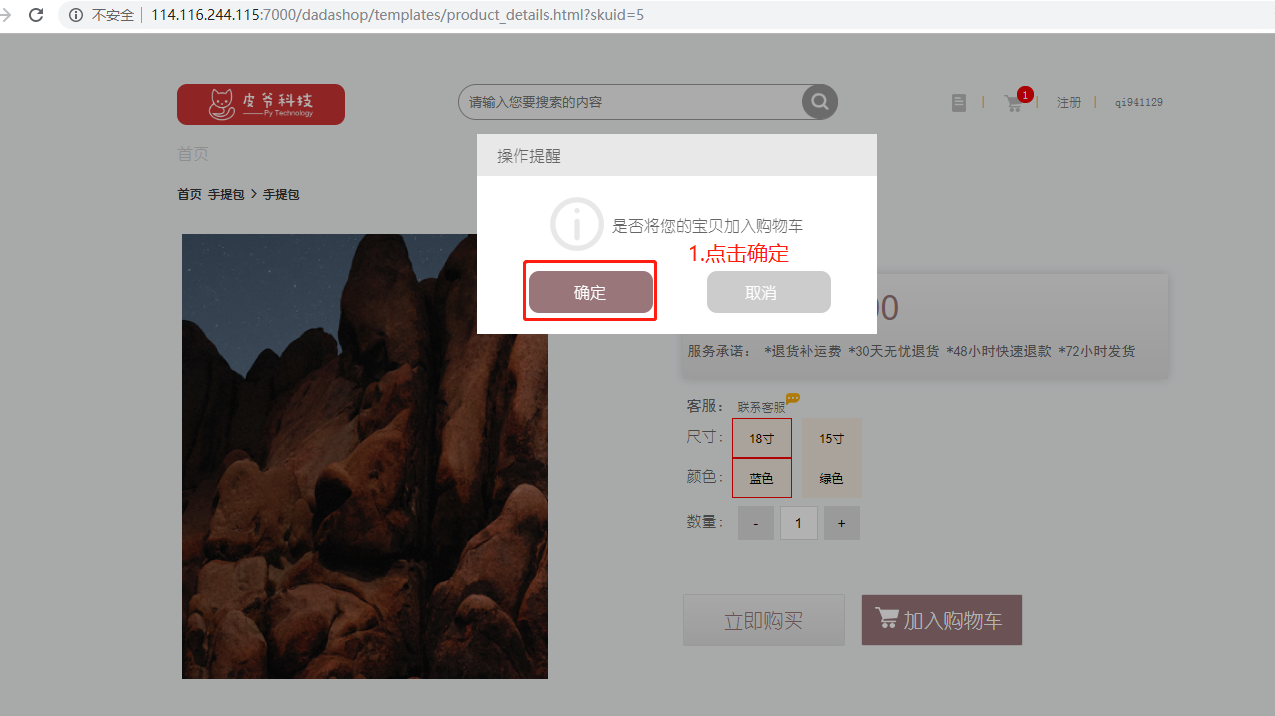 不安全 114.116.244.115:7000/dadashop/templates/product_details.html?skuid=5
皮爷科技
Py Technology
请输入您要搜索的内容
1
注册
qi941129
首页
操作提醒
首页 手提包 > 手提包
是否将您的宝贝加入购物车
1.点击确定
确定
取消
服务承诺： *退货补运费 *30天无忧退货 *48小时快速退款 *72小时发货
客服： 联系客服
尺寸： 18寸 15寸
颜色： 蓝色 绿色
数量： - 1 +
立即购买
加入购物车